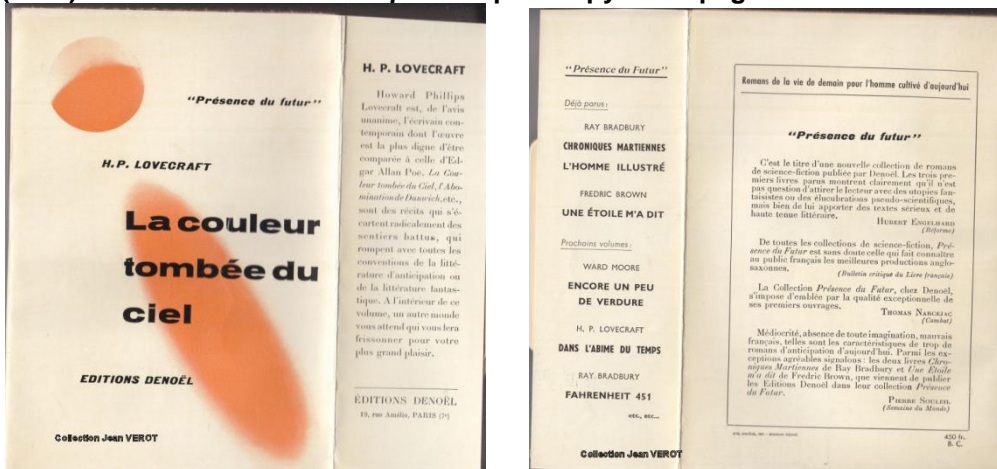 "Présence du futur"
H.P. LOVECRAFT
La couleur
tombée du
ciel
EDITIONS DENOËL
Collection Jean VEROT
H. P. LOVECRAFT
Howard Phillips
Lovecraft est, de l'avis
unanime, l'écrivain con-
temporain dont l'œuvre
est la plus digne d'être
comparée à celle d'Ed-
gar Allan Poe. La Cou-
leur tombée du Ciel, l'Abo-
mination de Dunwich, etc.,
sont des récits qui s'é-
cartent radicalement des
sentiers battus, qui
rompent avec toutes les
conventions de la litté-
rature d'anticipation ou
de la littérature fantas-
tique. A l'intérieur de ce
volume, un autre monde
vous attend qui vous fera
frissonner pour votre
plus grand plaisir.
ÉDITIONS DENOËL
19, rue Amélie, PARIS (7e)
"Présence du Futur"
Déjà parus :
RAY BRADBURY
CHRONIQUES MARTIENNES
L'HOMME ILLUSTRÉ
FREDRIC BROWN
UNE ÉTOILE M'A DIT
Prochains volumes :
WARD MOORE
ENCORE UN PEU
DE VERDURE
H. P. LOVECRAFT
DANS L'ABIME DU TEMPS
RAY BRADBURY
FAHRENHEIT 451
etc., etc...
Collection Jean VEROT
Romans de la vie de demain pour l'homme cultivé d'aujourd'hui
"Présence du futur"
C'est le titre d'une nouvelle collection de romans
de science-fiction publiée par Denoël. Les trois pre-
miers livres parus montrent clairement qu'il n'est
pas question d'attirer le lecteur avec des utopies fan-
taisistes ou des élucubrations pseudo-scientifiques,
mais bien de lui apporter des textes sérieux et de
haute tenue littéraire.
HUBERT ENGELHARD
(Réforme)
De toutes les collections de science-fiction, Pré-
sence du Futur est sans doute celle qui fait connaître
au public français les meilleures productions anglo-
saxonnes.
(Bulletin critique du Livre français)
La Collection Présence du Futur, chez Denoël,
s'impose d'emblée par la qualité exceptionnelle de
ses premiers ouvrages.
THOMAS NARCEJAC
(Combat)
Médiocrité, absence de toute imagination, mauvais
français, telles sont les caractéristiques de trop de
romans d'anticipation d'aujourd'hui. Parmi les ex-
ceptions agréables signalons : les deux livres Chro-
niques Martiennes de Ray Bradbury et Une Etoile
m'a dit de Fredric Brown, que viennent de publier
les Editions Denoël dans leur collection Présence
du Futur.
PIERRE
(Semaine du Monde)
450 fr.
B. C.